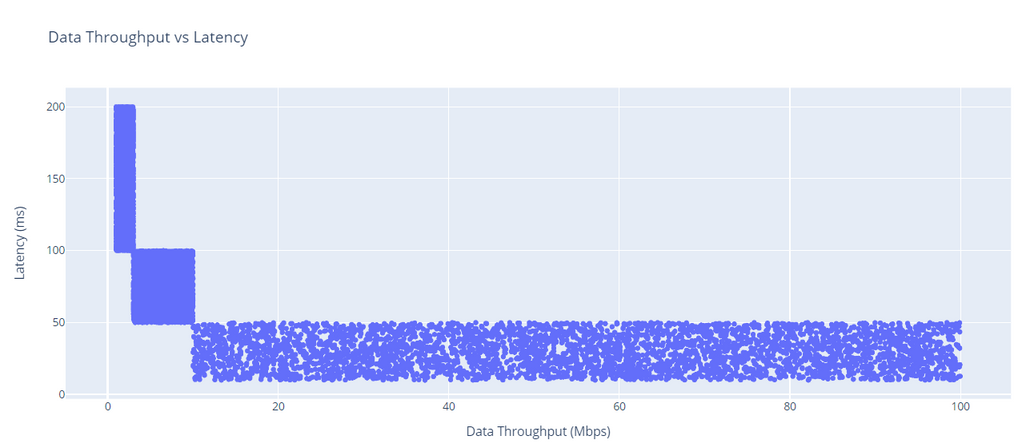 Data Throughput vs Latency
200
150
100
50
0
Latency (ms)
0 20 40 60 80 100
Data Throughput (Mbps)